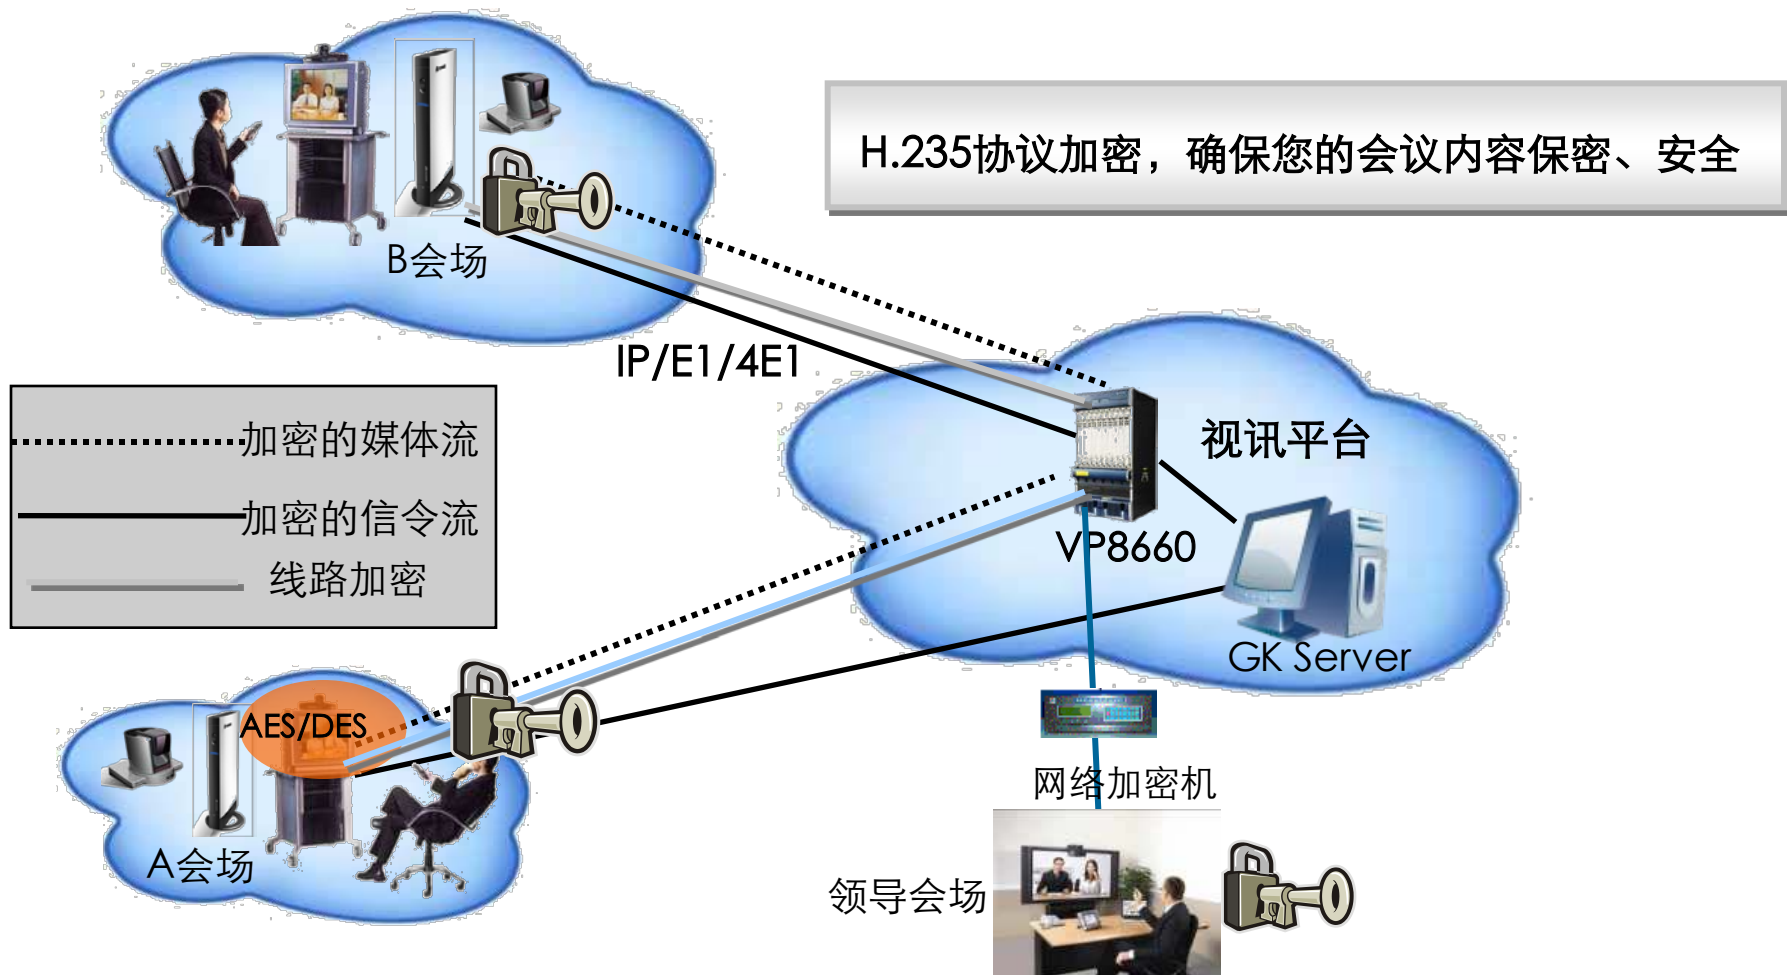 H.235协议加密，确保您的会议内容保密、安全
B会场
IP/E1/4E1
加密的媒体流
加密的信令流
线路加密
视讯平台
VP8660
GK Server
AES/DES
A会场
网络加密机
领导会场